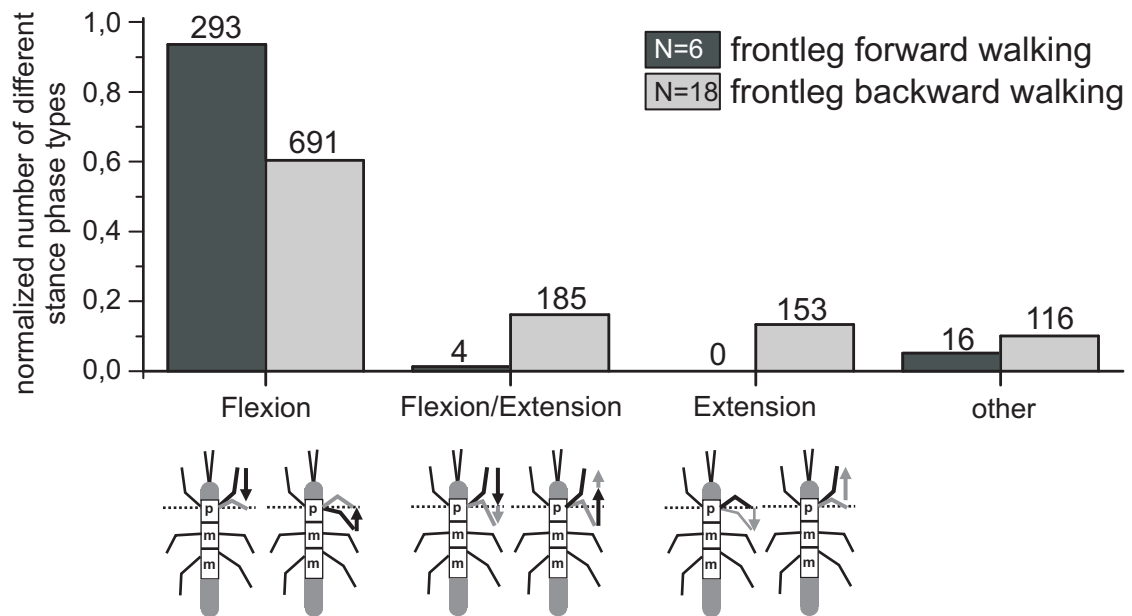 normalized number of different
stance phase types
1,0
0,8
0,6
0,4
0,2
0,0
293
691
4
185
0
153
16
116
N=6 frontleg forward walking
N=18 frontleg backward walking
Flexion
Flexion/Extension
Extension
other
p
m
m
p
m
m
p
m
m
p
m
m
p
m
m
p
m
m